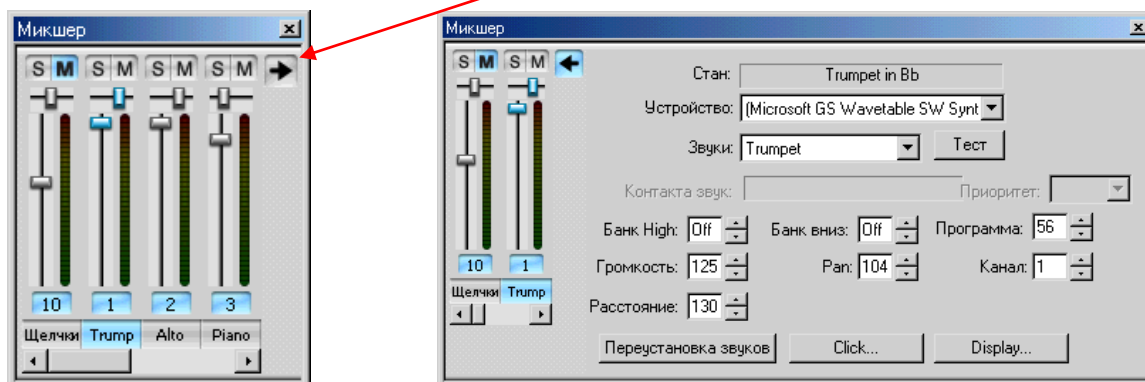 Микшер
S M S M S M S M
10 1 2 3
Щелчки Trump Alto Piano
Микшер
S M S M
10 1
Щелчки Trump
Стан: Trumpet in Bb
Устройство: (Microsoft GS Wavetable SW Synt
Звуки: Trumpet Тест
Контакта звук: Приоритет:
Банк High: Off Банк вниз: Off Программа: 56
Громкость: 125 Pan: 104 Канал: 1
Расстояние: 130
Переустановка звуков Click... Display...